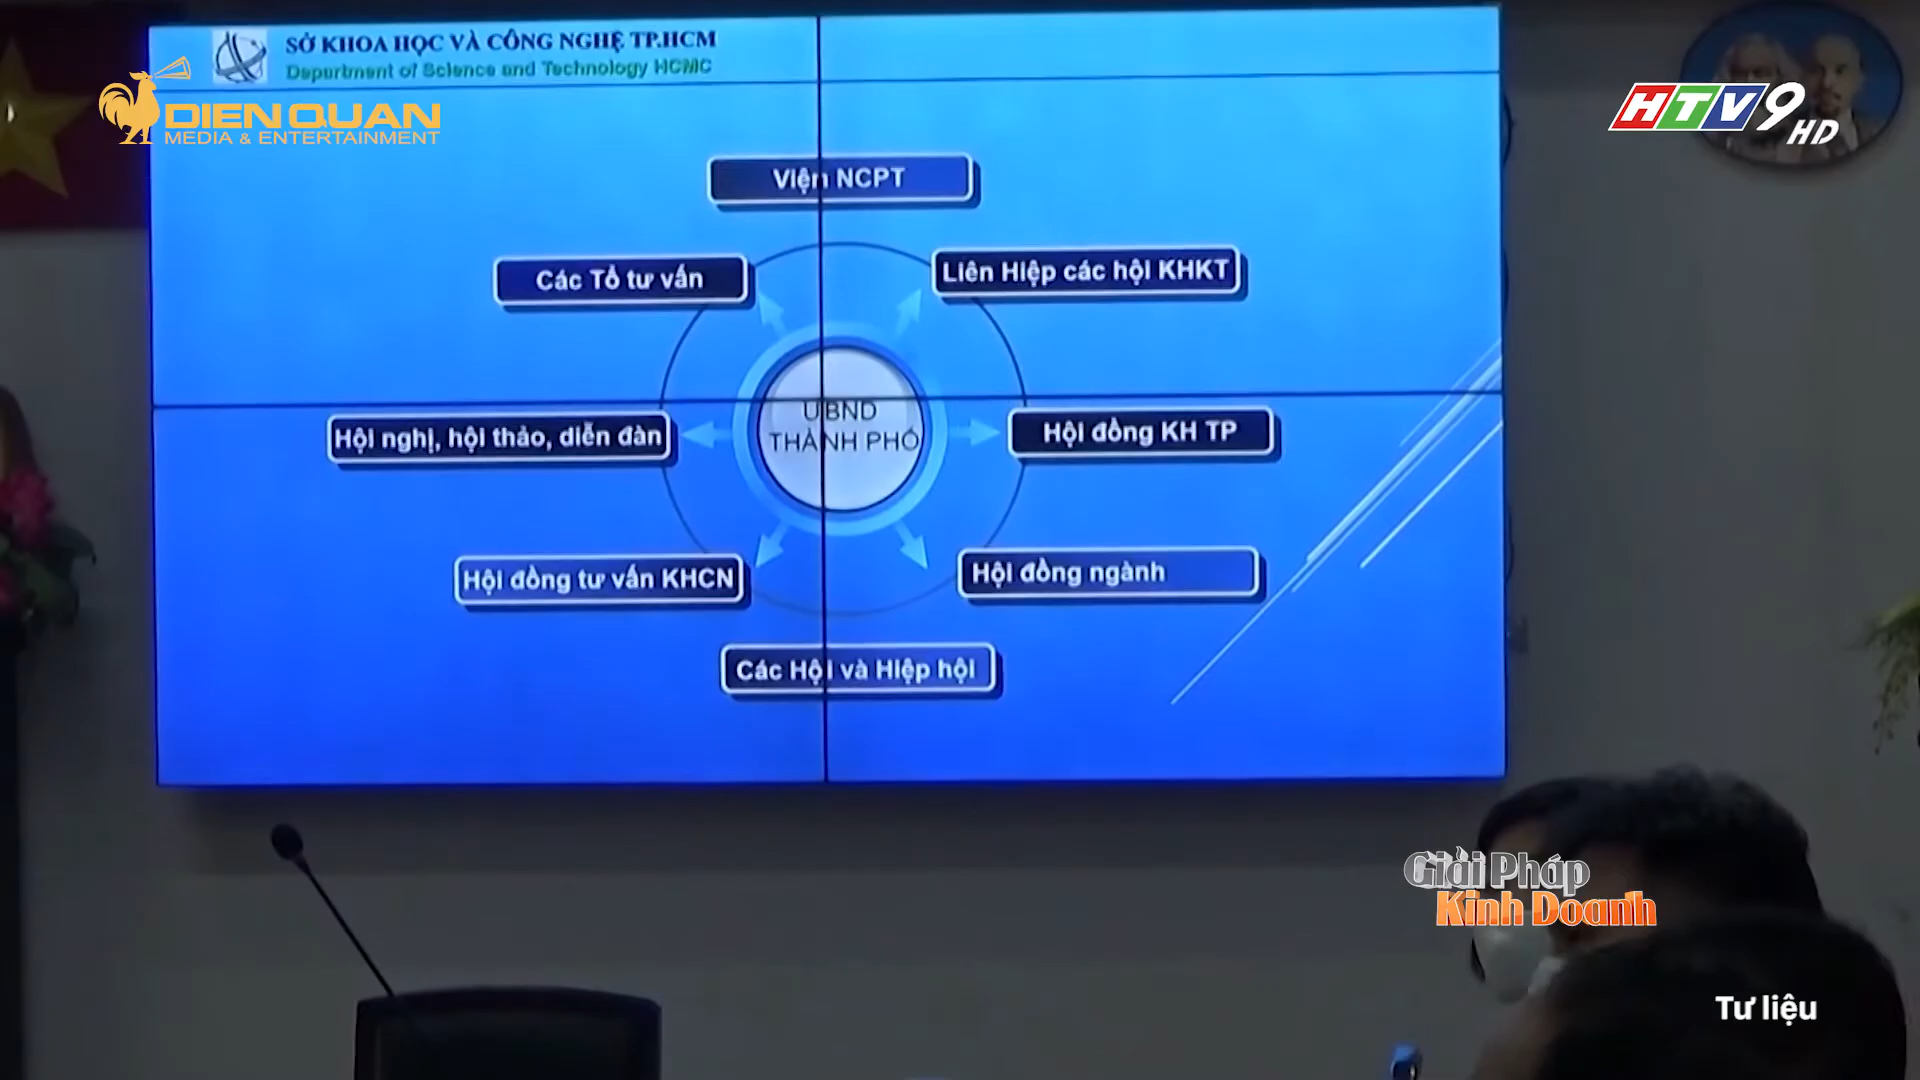 SỞ KHOA HỌC VÀ CÔNG NGHỆ TP.HCM
Department of Science and Technology HCMC
DIEN QUAN
MEDIA & ENTERTAINMENT
HTV9
HD
Viện NCPT
Các Tổ tư vấn
Liên Hiệp các hội KHKT
UBND
THÀNH PHỐ
Hội nghị, hội thảo, diễn đàn
Hội đồng KH TP
Hội đồng tư vấn KHCN
Hội đồng ngành
Các Hội và Hiệp hội
Giải Pháp
Kinh Doanh
Tư liệu